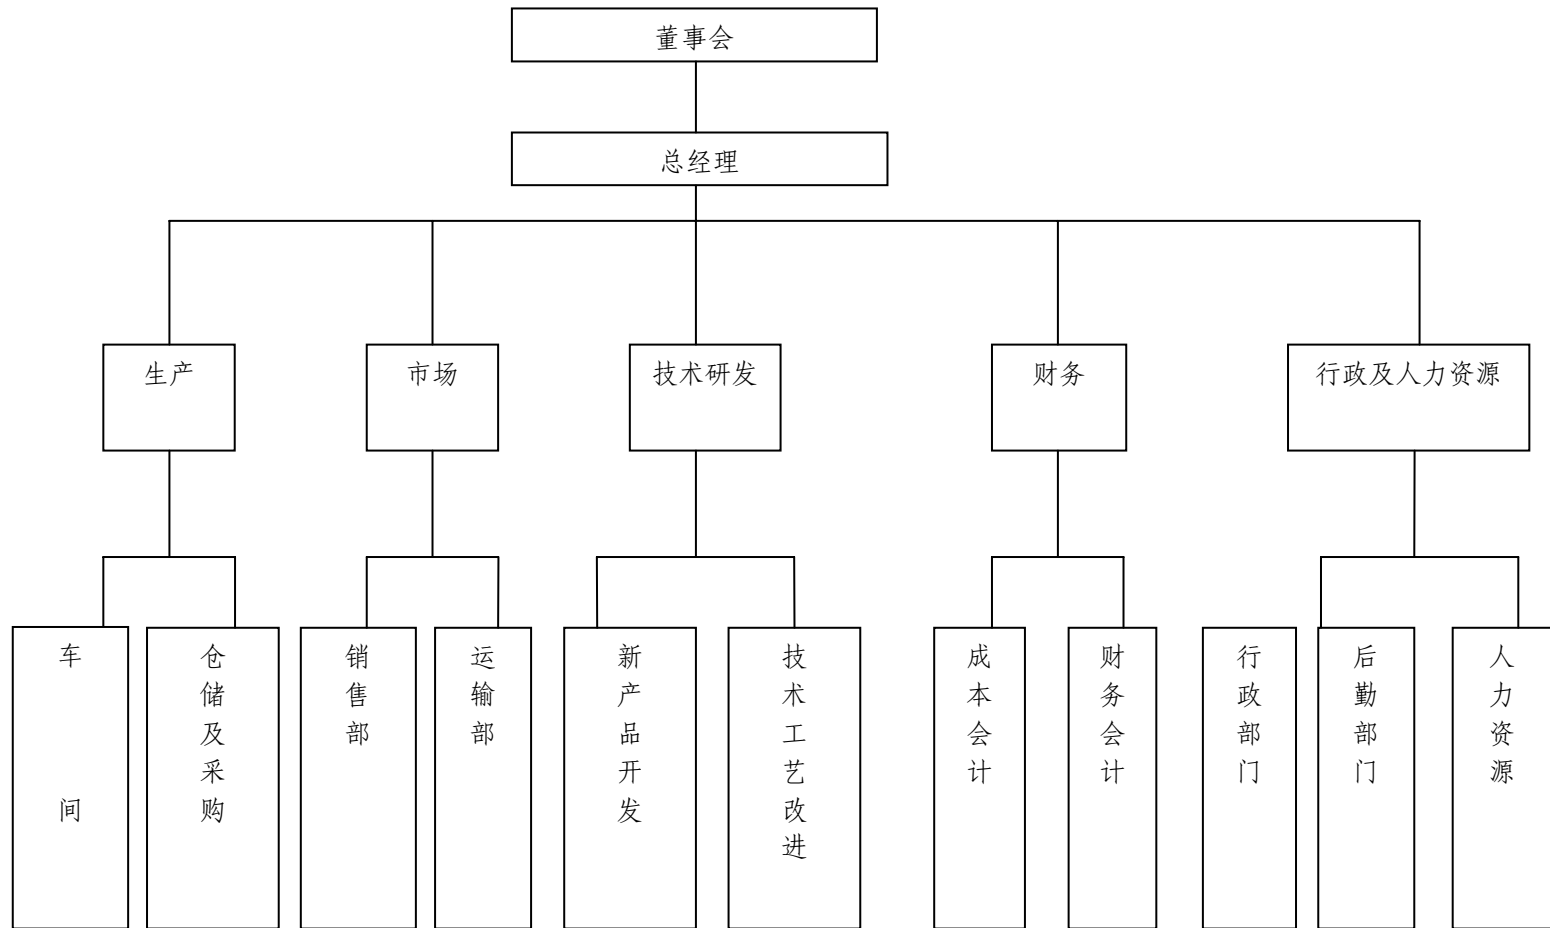 董事会
总经理
生产
市场
技术研发
财务
行政及人力资源
车间
仓储及采购
销售部
运输部
新产品开发
技术工艺改进
成本会计
财务会计
行政部门
后勤部门
人力资源